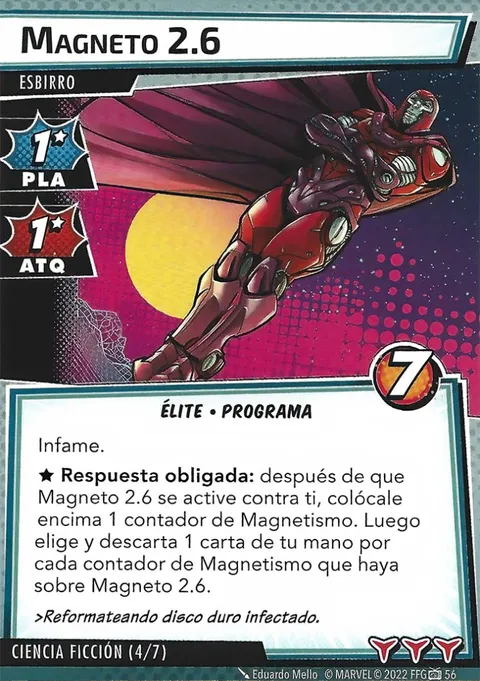 MAGNETO 2.6
ESBIRRO
1★
PLA
1★
ATQ
7
ÉLITE • PROGRAMA
Infame.
★ Respuesta obligada: después de que
Magneto 2.6 se active contra ti, colócale
encima 1 contador de Magnetismo. Luego
elige y descarta 1 carta de tu mano por
cada contador de Magnetismo que haya
sobre Magneto 2.6.
>Reformateando disco duro infectado.
CIENCIA FICCIÓN (4/7)
Eduardo Mello © MARVEL © 2022 FFG 56